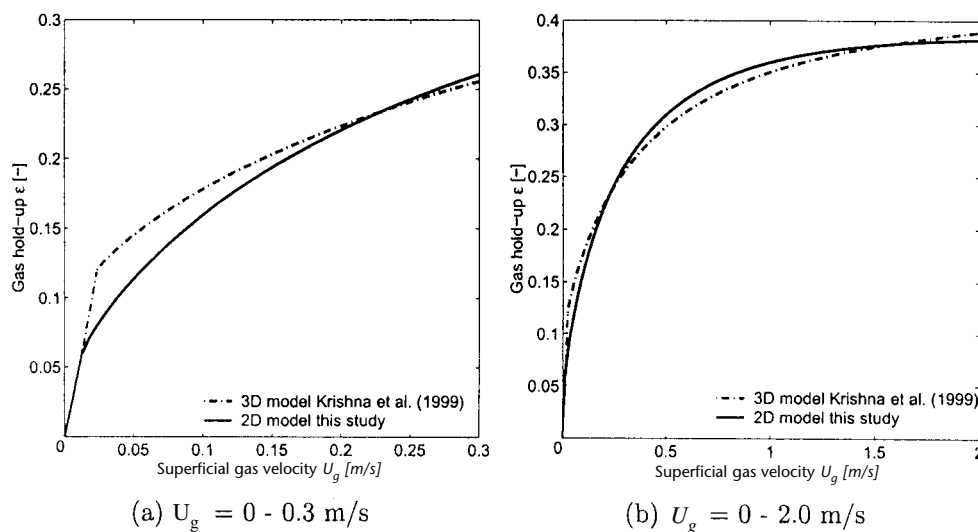 0.3
0.25
0.2
0.15
0.1
0.05
Gas hold-up ε [-]
3D model Krishna et al. (1999)
2D model this study
0 0.05 0.1 0.15 0.2 0.25 0.3
Superficial gas velocity U_g [m/s]
(a) U_g = 0 - 0.3 m/s
0.4
0.35
0.3
0.25
0.2
0.15
0.1
0.05
Gas hold-up ε [-]
3D model Krishna et al. (1999)
2D model this study
0 0.5 1 1.5 2
Superficial gas velocity U_g [m/s]
(b) U_g = 0 - 2.0 m/s